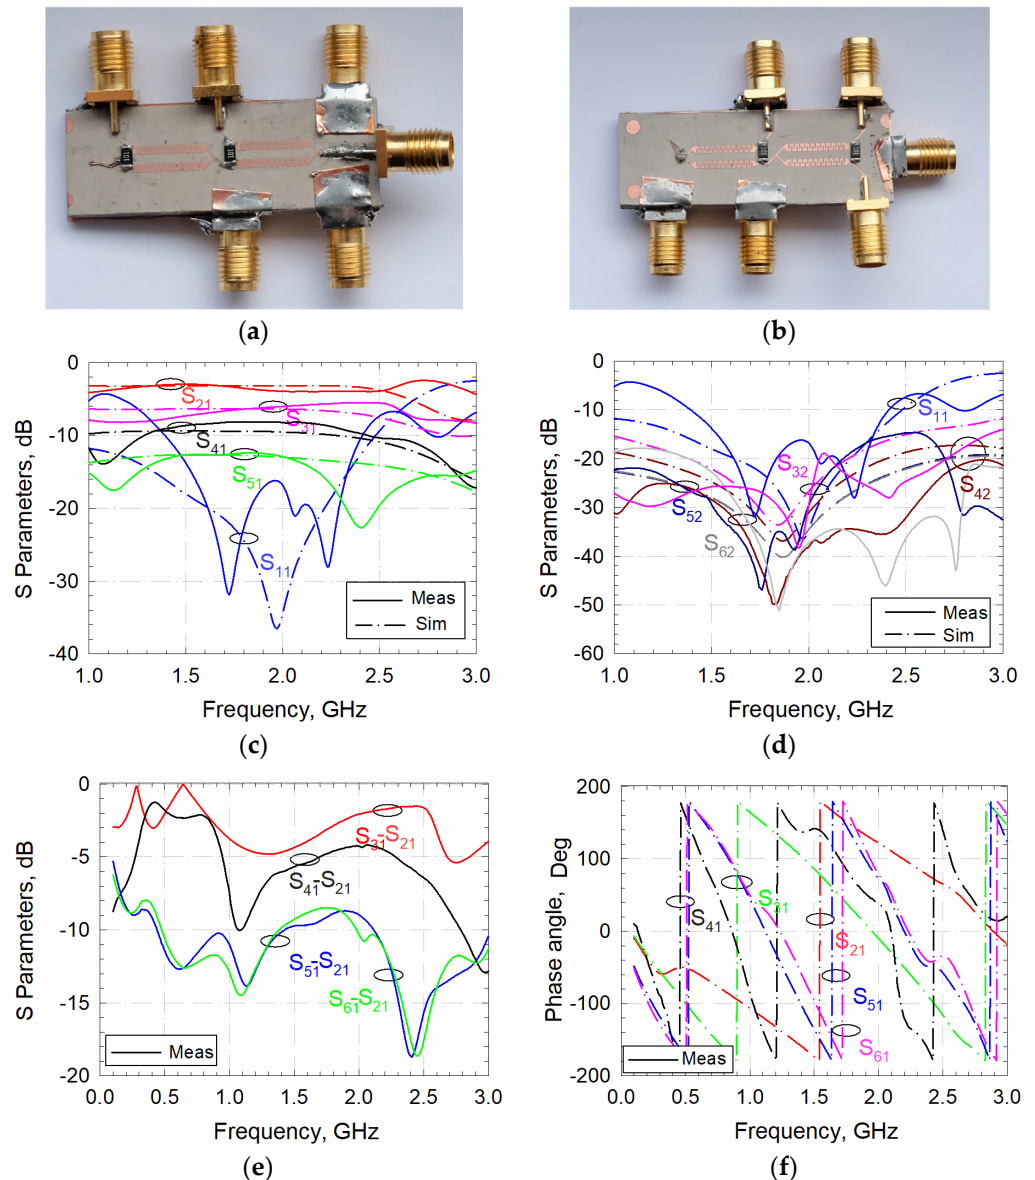 101
101
101
101
(a)
(b)
0
-10
-20
-30
-40
S Parameters, dB
S21
S31
S41
S51
S11
Meas
Sim
1.0 1.5 2.0 2.5 3.0
Frequency, GHz
(c)
0
-10
-20
-30
-40
-50
-60
S Parameters, dB
S11
S32
S42
S52
S62
Meas
Sim
1.0 1.5 2.0 2.5 3.0
Frequency, GHz
(d)
0
-5
-10
-15
-20
S Parameters, dB
S31-S21
S41-S21
S51-S21
S61-S21
Meas
0.0 0.5 1.0 1.5 2.0 2.5 3.0
Frequency, GHz
(e)
200
100
0
-100
-200
Phase angle, Deg
S41
S31
S21
S51
S61
Meas
0.0 0.5 1.0 1.5 2.0 2.5 3.0
Frequency, GHz
(f)